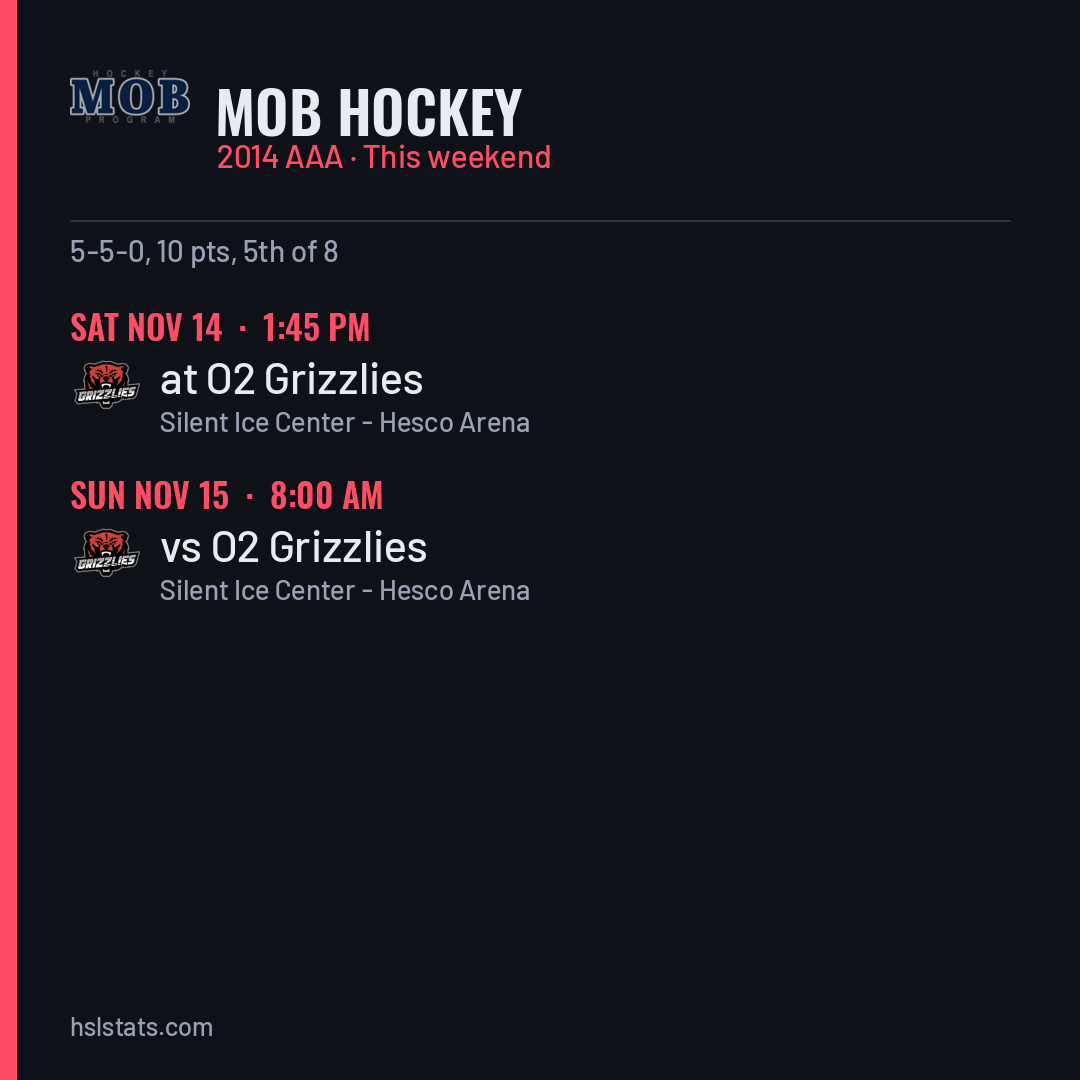 HOCKEY
MOB
PROGRAM
MOB HOCKEY
2014 AAA · This weekend
5-5-0, 10 pts, 5th of 8
SAT NOV 14 · 1:45 PM
GRIZZLIES
at O2 Grizzlies
Silent Ice Center - Hesco Arena
SUN NOV 15 · 8:00 AM
GRIZZLIES
vs O2 Grizzlies
Silent Ice Center - Hesco Arena
hslstats.com